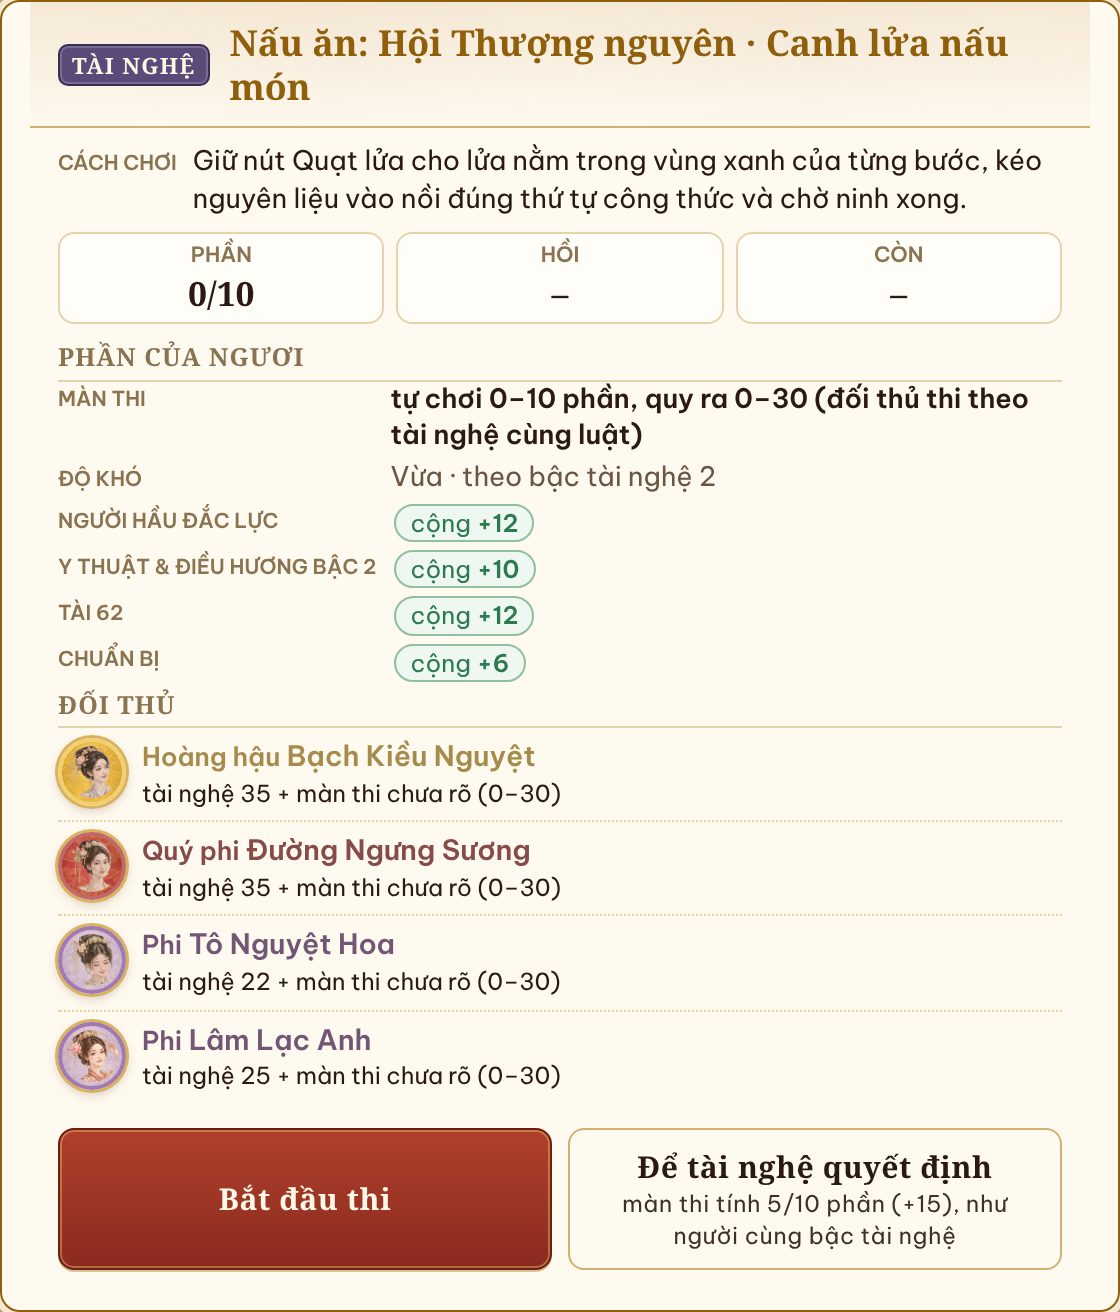 TÀI NGHỆ
Nấu ăn: Hội Thượng nguyên · Canh lửa nấu
món
CÁCH CHƠI
Giữ nút Quạt lửa cho lửa nằm trong vùng xanh của từng bước, kéo
nguyên liệu vào nồi đúng thứ tự công thức và chờ ninh xong.
PHẦN
0/10
HỒI
–
CÒN
–
PHẦN CỦA NGƯƠI
MÀN THI
tự chơi 0–10 phần, quy ra 0–30 (đối thủ thi theo
tài nghệ cùng luật)
ĐỘ KHÓ
Vừa · theo bậc tài nghệ 2
NGƯỜI HẦU ĐẮC LỰC
cộng +12
Y THUẬT & ĐIỀU HƯƠNG BẬC 2
cộng +10
TÀI 62
cộng +12
CHUẨN BỊ
cộng +6
ĐỐI THỦ
Hoàng hậu Bạch Kiều Nguyệt
tài nghệ 35 + màn thi chưa rõ (0–30)
Quý phi Đường Ngưng Sương
tài nghệ 35 + màn thi chưa rõ (0–30)
Phi Tô Nguyệt Hoa
tài nghệ 22 + màn thi chưa rõ (0–30)
Phi Lâm Lạc Anh
tài nghệ 25 + màn thi chưa rõ (0–30)
Bắt đầu thi
Để tài nghệ quyết định
màn thi tính 5/10 phần (+15), như
người cùng bậc tài nghệ